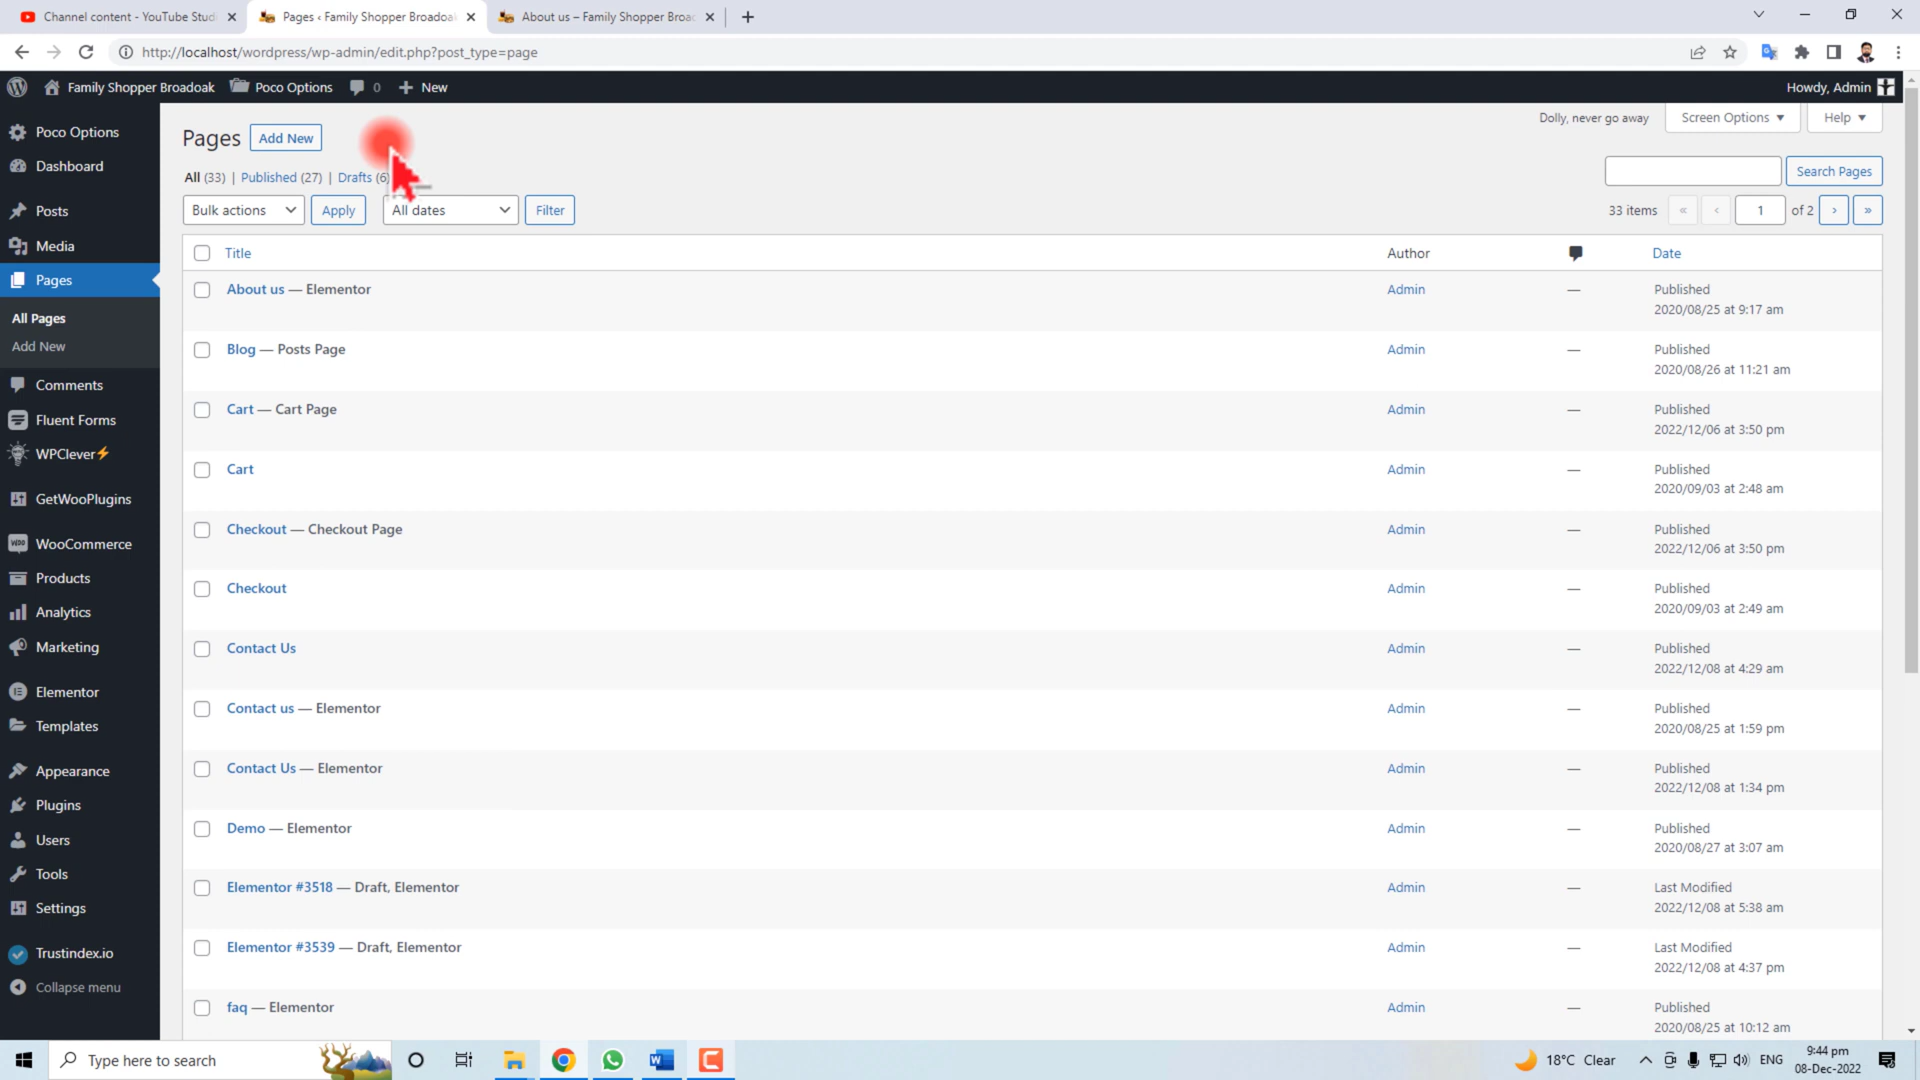 Channel content - YouTube Studi
Pages ‹ Family Shopper Broadoak
About us – Family Shopper Broad
http://localhost/wordpress/wp-admin/edit.php?post_type=page
Family Shopper Broadoak
Poco Options
0
New
Howdy, Admin
Poco Options
Dashboard
Posts
Media
Pages
All Pages
Add New
Comments
Fluent Forms
WPClever
GetWooPlugins
WooCommerce
Products
Analytics
Marketing
Elementor
Templates
Appearance
Plugins
Users
Tools
Settings
Trustindex.io
Collapse menu
Pages
Add New
Dolly, never go away
Screen Options
Help
All (33) | Published (27) | Drafts (6)
Search Pages
Bulk actions
Apply
All dates
Filter
33 items « ‹ 1 of 2 › »
Title Author Date
About us — Elementor Admin — Published
2020/08/25 at 9:17 am
Blog — Posts Page Admin — Published
2020/08/26 at 11:21 am
Cart — Cart Page Admin — Published
2022/12/06 at 3:50 pm
Cart Admin — Published
2020/09/03 at 2:48 am
Checkout — Checkout Page Admin — Published
2022/12/06 at 3:50 pm
Checkout Admin — Published
2020/09/03 at 2:49 am
Contact Us Admin — Published
2022/12/08 at 4:29 am
Contact us — Elementor Admin — Published
2020/08/25 at 1:59 pm
Contact Us — Elementor Admin — Published
2022/12/08 at 1:34 pm
Demo — Elementor Admin — Published
2020/08/27 at 3:07 am
Elementor #3518 — Draft, Elementor Admin — Last Modified
2022/12/08 at 5:38 am
Elementor #3539 — Draft, Elementor Admin — Last Modified
2022/12/08 at 4:37 pm
faq — Elementor Admin — Published
2020/08/25 at 10:12 am
Type here to search
18°C Clear
ENG
9:44 pm
08-Dec-2022